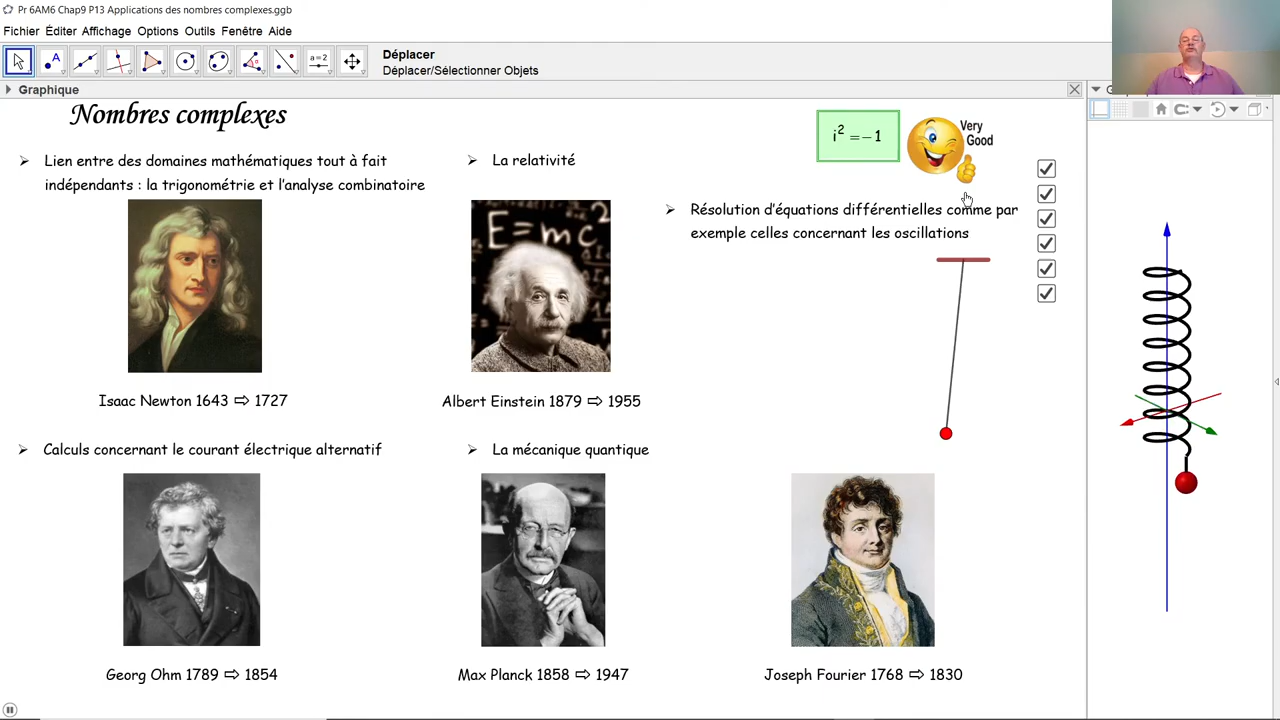 Pr 6AM6 Chap9 P13 Applications des nombres complexes.ggb
Fichier Éditer Affichage Options Outils Fenêtre Aide
A
a=2
Déplacer
Déplacer/Sélectionner Objets
Graphique
Nombres complexes
➢ Lien entre des domaines mathématiques tout à fait
indépendants : la trigonométrie et l'analyse combinatoire
➢ La relativité
i² =−1
Very
Good
➢ Résolution d'équations différentielles comme par
exemple celles concernant les oscillations
E=mc²
Isaac Newton 1643 ⇨ 1727
Albert Einstein 1879 ⇨ 1955
➢ Calculs concernant le courant électrique alternatif
➢ La mécanique quantique
Georg Ohm 1789 ⇨ 1854
Max Planck 1858 ⇨ 1947
Joseph Fourier 1768 ⇨ 1830